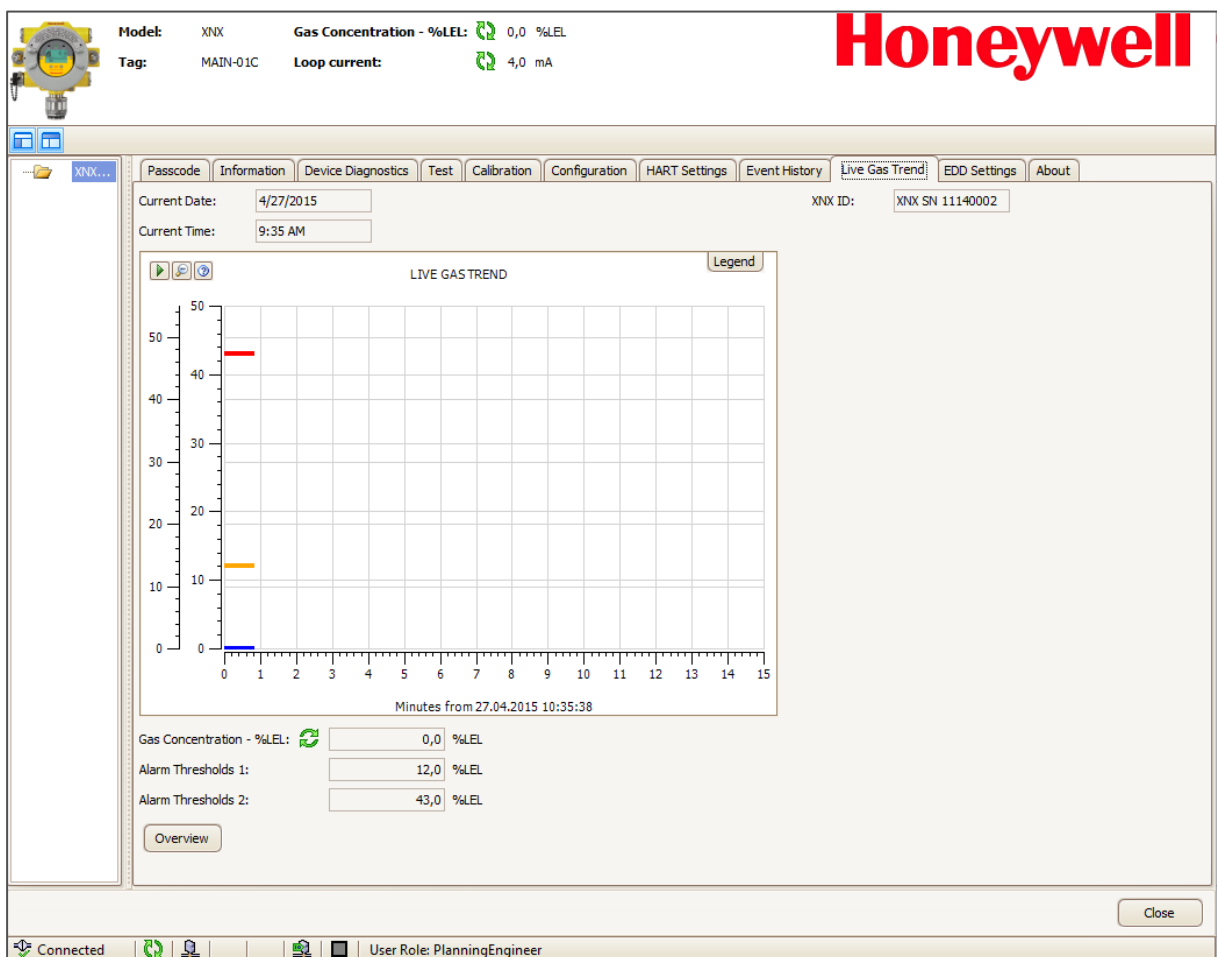 Model: XNX Gas Concentration - %LEL: 0,0 %LEL
Honeywell
Tag: MAIN-01C Loop current: 4,0 mA
XNX...
Passcode Information Device Diagnostics Test Calibration Configuration HART Settings Event History Live Gas Trend EDD Settings About
Current Date: 4/27/2015 XNX ID: XNX SN 11140002
Current Time: 9:35 AM
Legend
LIVE GAS TREND
50
50
40
40
30
30
20
20
10
10
0 0
0 1 2 3 4 5 6 7 8 9 10 11 12 13 14 15
Minutes from 27.04.2015 10:35:38
Gas Concentration - %LEL: 0,0 %LEL
Alarm Thresholds 1: 12,0 %LEL
Alarm Thresholds 2: 43,0 %LEL
Overview
Close
Connected User Role: PlanningEngineer